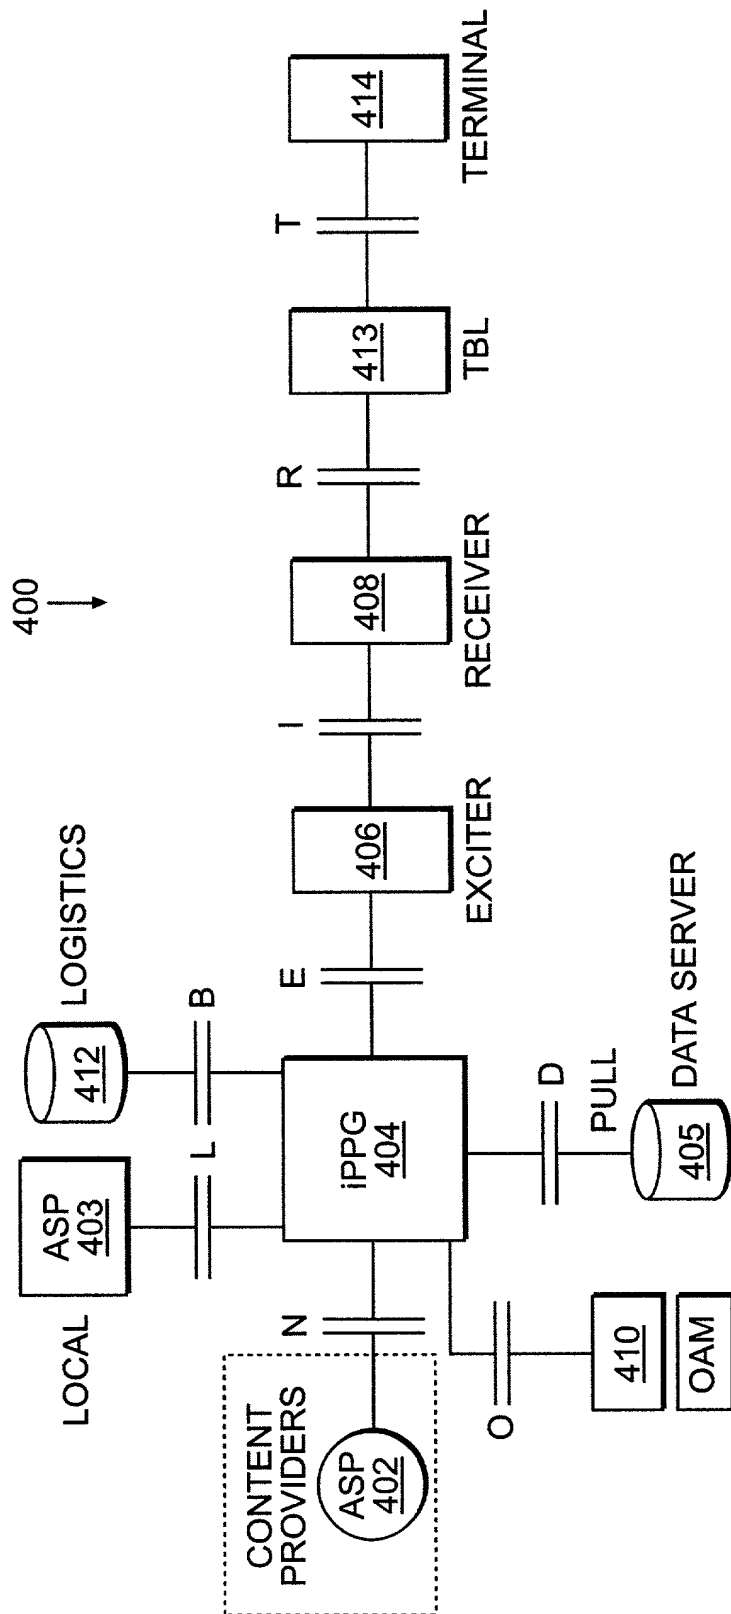 400
LOCAL
ASP
403
LOGISTICS
412
L
B
CONTENT
PROVIDERS
ASP
402
N
iPPG
404
E
406
EXCITER
I
408
RECEIVER
R
413
TBL
T
414
TERMINAL
O
410
OAM
D
PULL
405
DATA SERVER